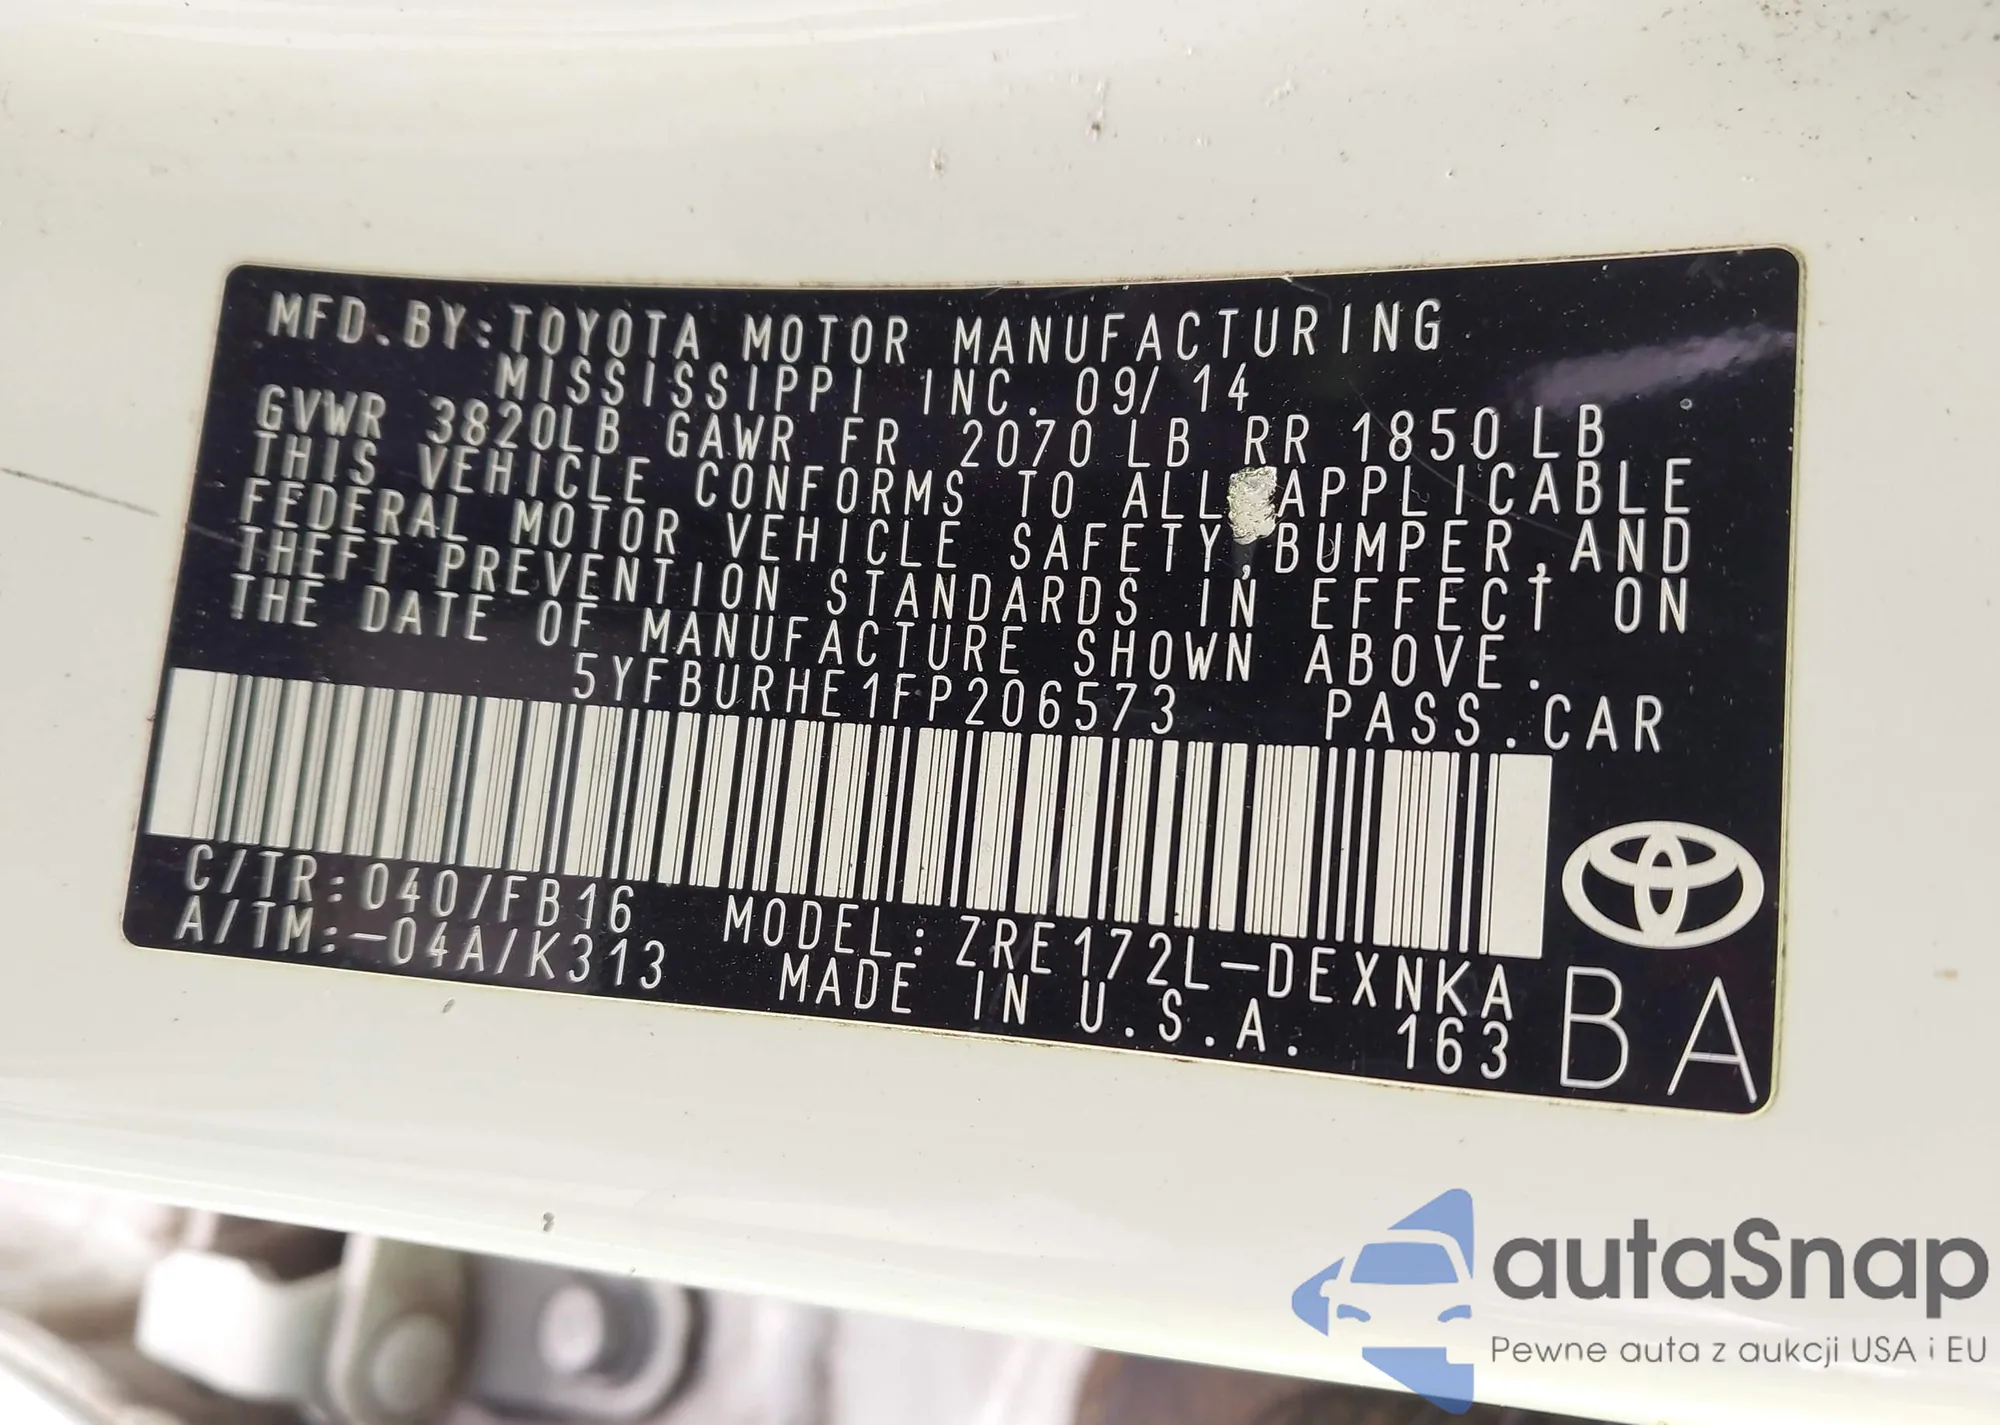 MFD.BY:TOYOTA MOTOR MANUFACTURING
MISSISSIPPI INC. 09/14
GVWR 3820LB GAWR FR 2070 LB RR 1850LB
THIS VEHICLE CONFORMS TO ALL APPLICABLE
FEDERAL MOTOR VEHICLE SAFETY,BUMPER,AND
THEFT PREVENTION STANDARDS IN EFFECT ON
THE DATE OF MANUFACTURE SHOWN ABOVE.
5YFBURHE1FP206573 PASS.CAR
C/TR:040/FB16 MODEL:ZRE172L-DEXNKA
A/TM:-04A/K313 MADE IN U.S.A. 163
BA
autaSnap
Pewne auta z aukcji USA i EU